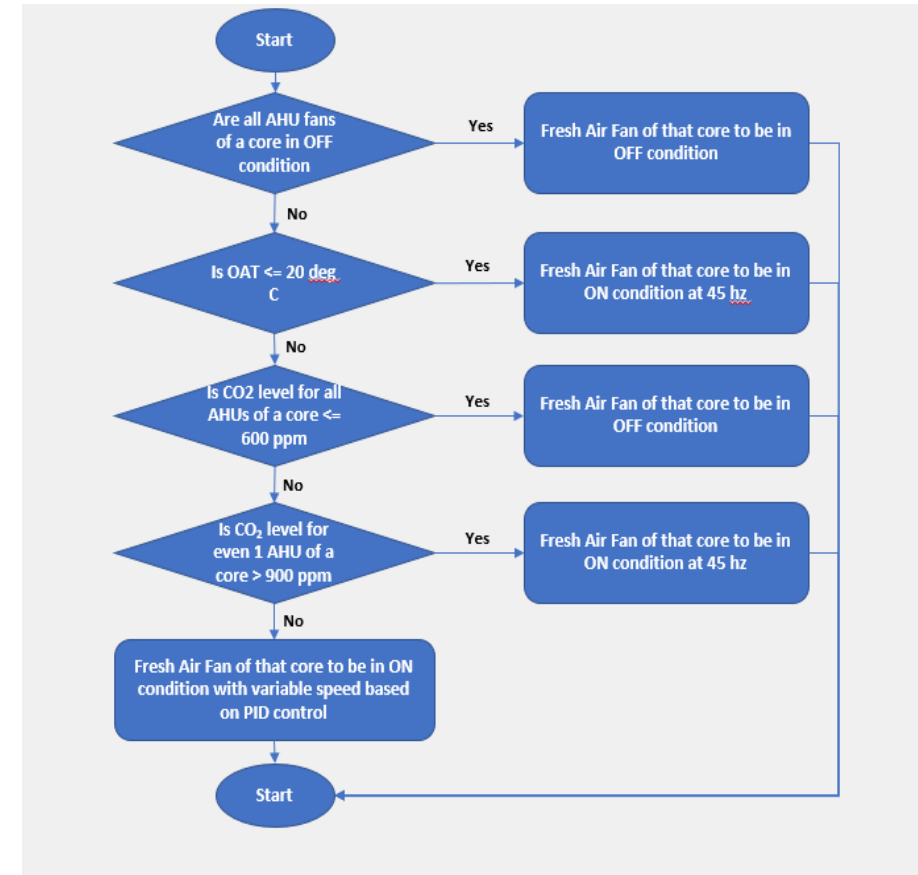 Start
Are all AHU fans
of a core in OFF
condition
Yes
Fresh Air Fan of that core to be in
OFF condition
No
Is OAT <= 20 deg
C
Yes
Fresh Air Fan of that core to be in
ON condition at 45 hz
No
Is CO2 level for all
AHUs of a core <=
600 ppm
Yes
Fresh Air Fan of that core to be in
OFF condition
No
Is CO₂ level for
even 1 AHU of a
core > 900 ppm
Yes
Fresh Air Fan of that core to be in
ON condition at 45 hz
No
Fresh Air Fan of that core to be in ON
condition with variable speed based
on PID control
Start